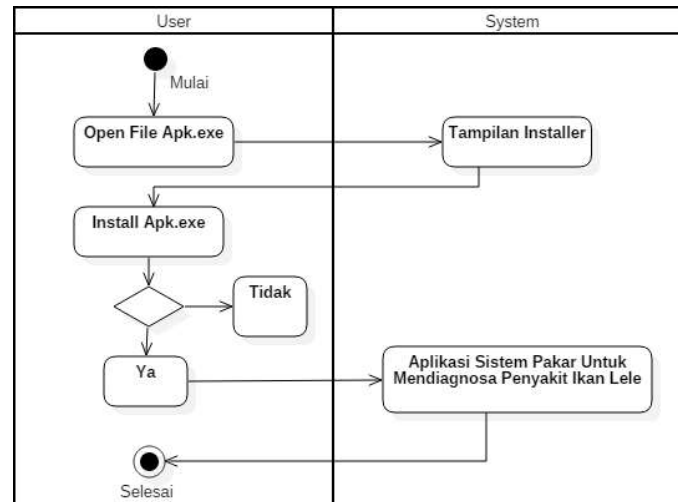 User
System
Mulai
Open File Apk.exe
Tampilan Installer
Install Apk.exe
Tidak
Ya
Aplikasi Sistem Pakar Untuk
Mendiagnosa Penyakit Ikan Lele
Selesai